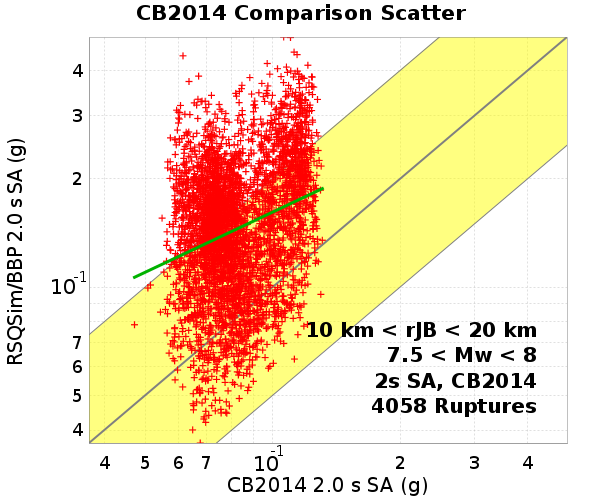 CB2014 Comparison Scatter
RSQSim/BBP 2.0 s SA (g)
4
3
2
10-1
7
6
5
4
10 km < rJB < 20 km
7.5 < Mw < 8
2s SA, CB2014
4058 Ruptures
4 5 6 7 10-1 2 3 4
CB2014 2.0 s SA (g)